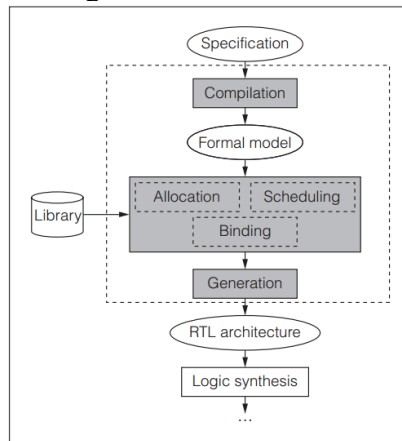 Specification
Compilation
Formal model
Allocation Scheduling
Library
Binding
Generation
RTL architecture
Logic synthesis
...